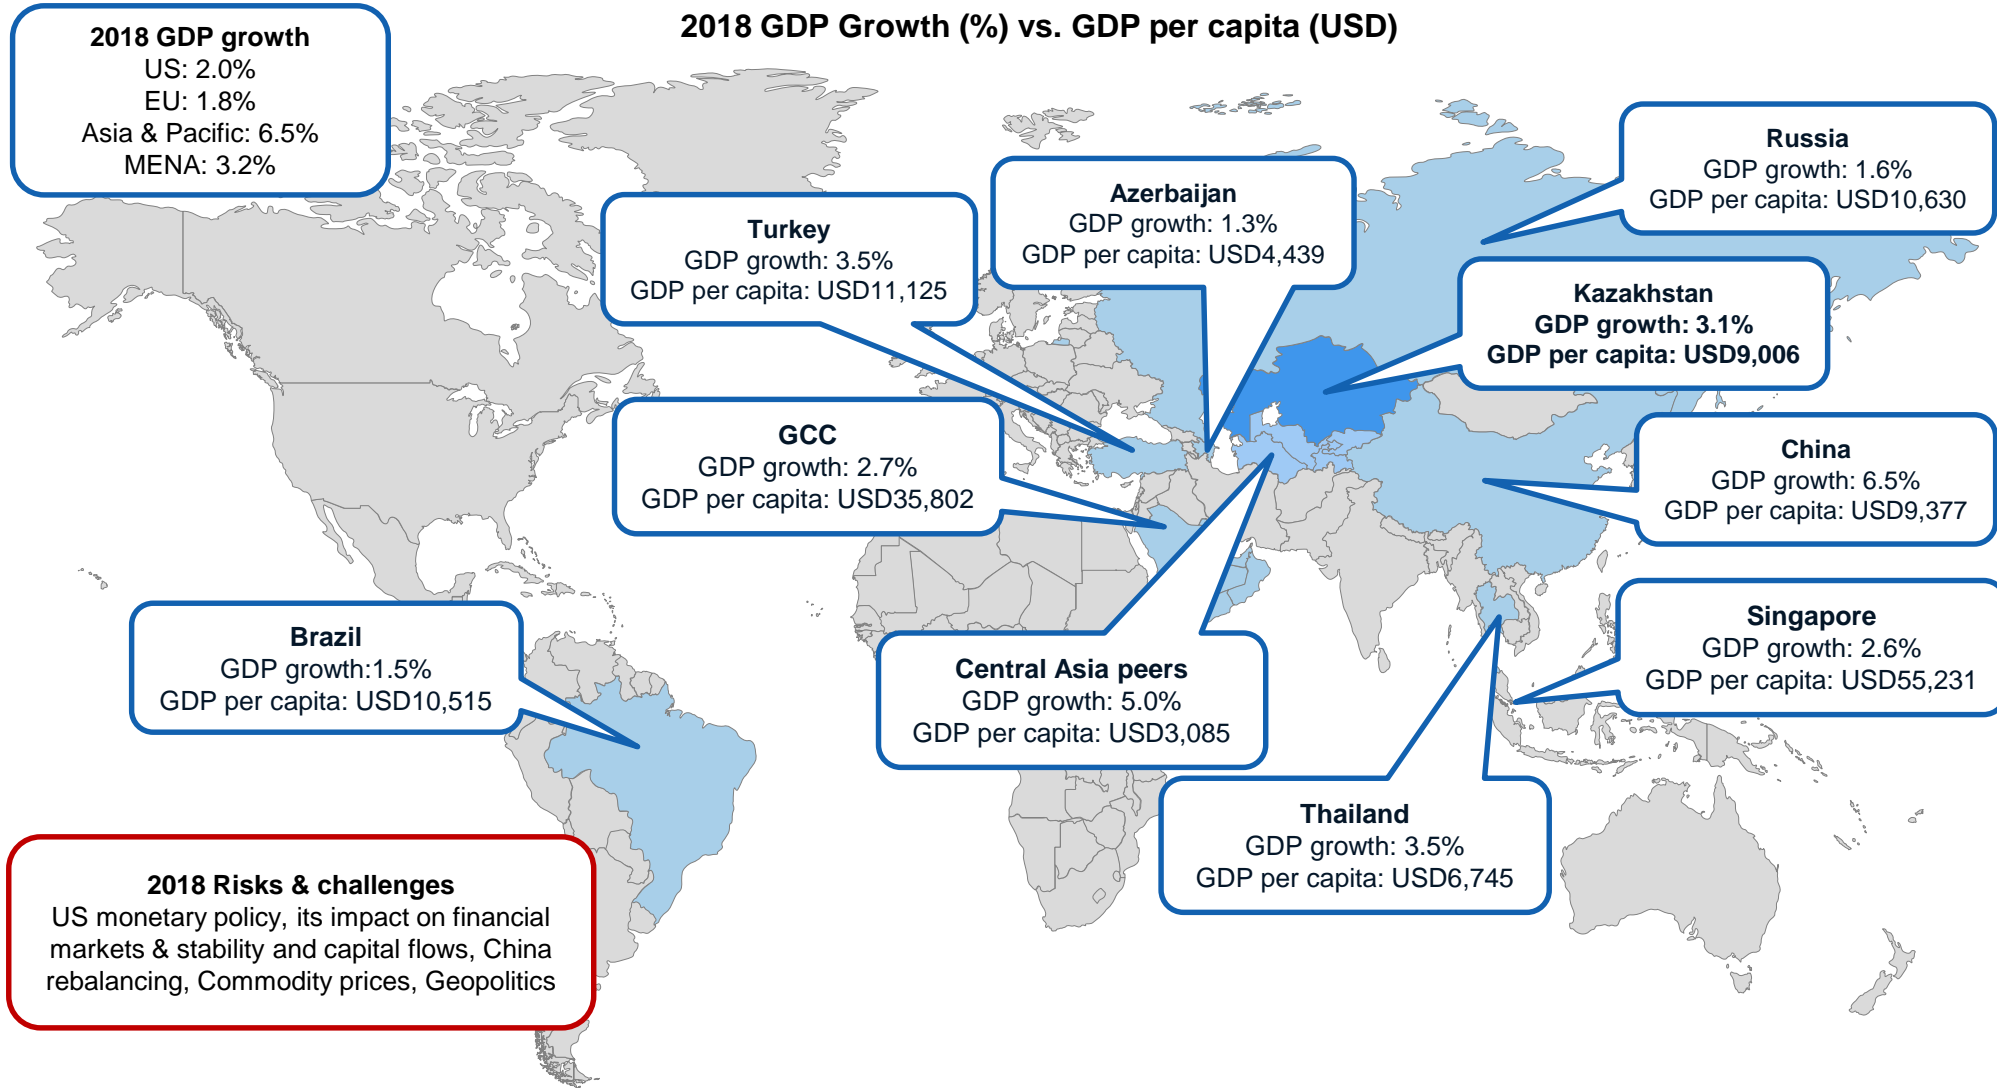 2018 GDP Growth (%) vs. GDP per capita (USD)
2018 GDP growth
US: 2.0%
EU: 1.8%
Asia & Pacific: 6.5%
MENA: 3.2%
Russia
GDP growth: 1.6%
GDP per capita: USD10,630
Azerbaijan
GDP growth: 1.3%
GDP per capita: USD4,439
Turkey
GDP growth: 3.5%
GDP per capita: USD11,125
Kazakhstan
GDP growth: 3.1%
GDP per capita: USD9,006
GCC
GDP growth: 2.7%
GDP per capita: USD35,802
China
GDP growth: 6.5%
GDP per capita: USD9,377
Brazil
GDP growth:1.5%
GDP per capita: USD10,515
Central Asia peers
GDP growth: 5.0%
GDP per capita: USD3,085
Singapore
GDP growth: 2.6%
GDP per capita: USD55,231
Thailand
GDP growth: 3.5%
GDP per capita: USD6,745
2018 Risks & challenges
US monetary policy, its impact on financial
markets & stability and capital flows, China
rebalancing, Commodity prices, Geopolitics